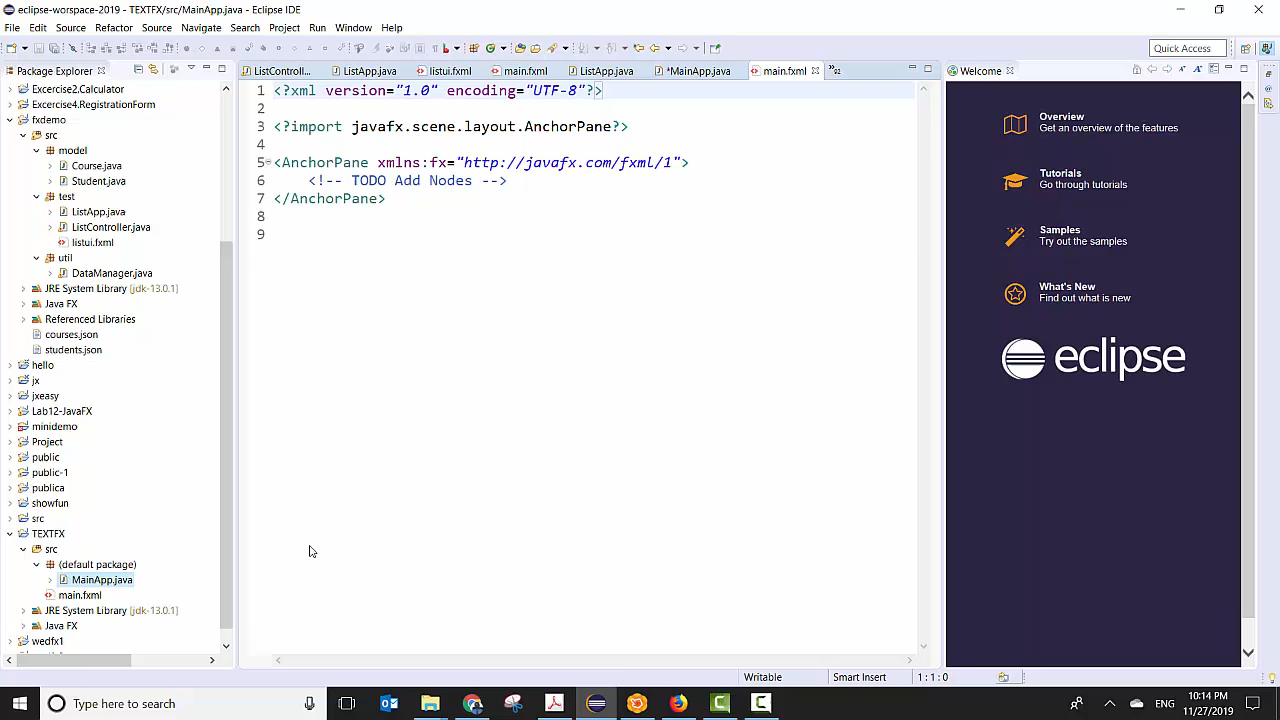 eclipse-worspace-2019 - TEXTFX/src/MainApp.java - Eclipse IDE
File Edit Source Refactor Source Navigate Search Project Run Window Help
Quick Access
Package Explorer
Excercise2.Calculator
Excercise4.RegistrationForm
fxdemo
src
model
Course.java
Student.java
test
ListApp.java
ListController.java
listui.fxml
util
DataManager.java
JRE System Library [jdk-13.0.1]
Java FX
Referenced Libraries
courses.json
students.json
hello
jx
jxeasy
Lab12-JavaFX
minidemo
Project
public
public-1
publica
showfun
src
TEXTFX
src
(default package)
MainApp.java
main.fxml
JRE System Library [jdk-13.0.1]
Java FX
wedfx1
ListControll... ListApp.java main.fxml ListApp.java *MainApp.java main.fxml
1 <?xml version="1.0" encoding="UTF-8"?>
2
3 <?import javafx.scene.layout.AnchorPane?>
4
5 <AnchorPane xmlns:fx="http://javafx.com/fxml/1">
6 <!-- TODO Add Nodes -->
7 </AnchorPane>
8
9
Welcome
Overview
Get an overview of the features
Tutorials
Go through tutorials
Samples
Try out the samples
What's New
Find out what is new
eclipse
Writable Smart Insert 1 : 1 : 0
Type here to search
ENG
10:14 PM
11/27/2019